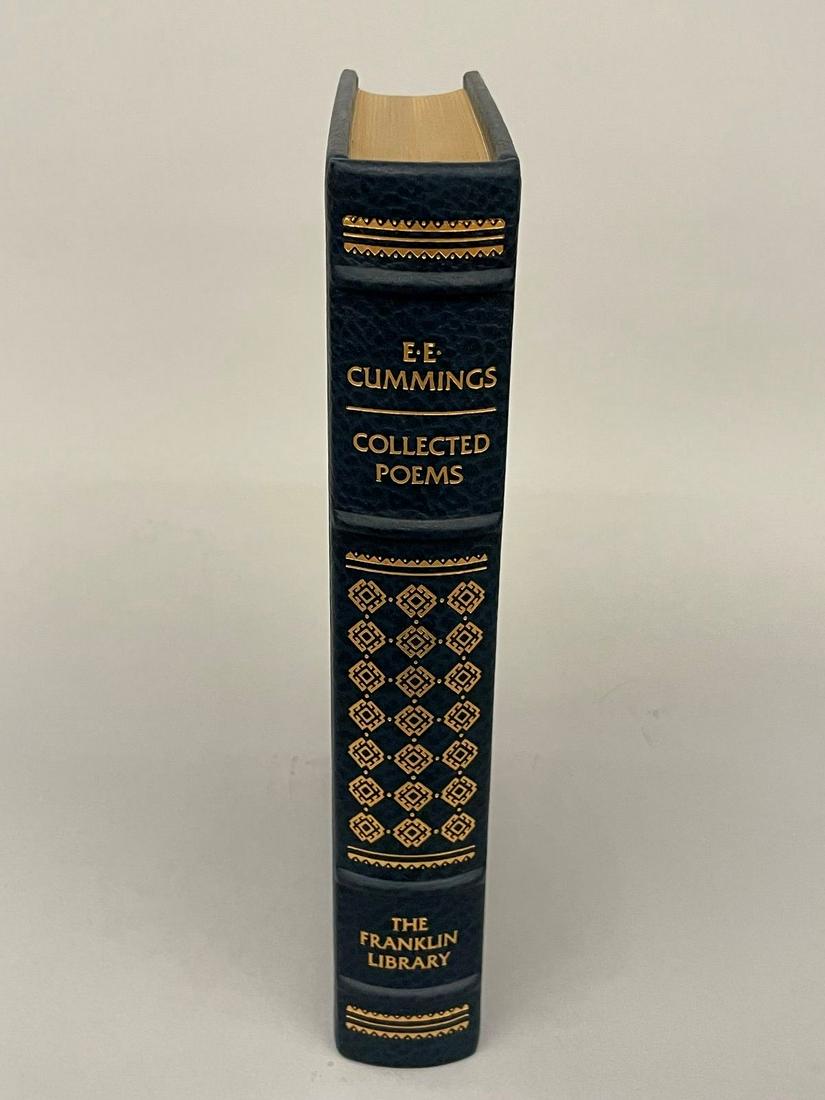 E·E·
CUMMINGS
COLLECTED
POEMS
THE
FRANKLIN
LIBRARY